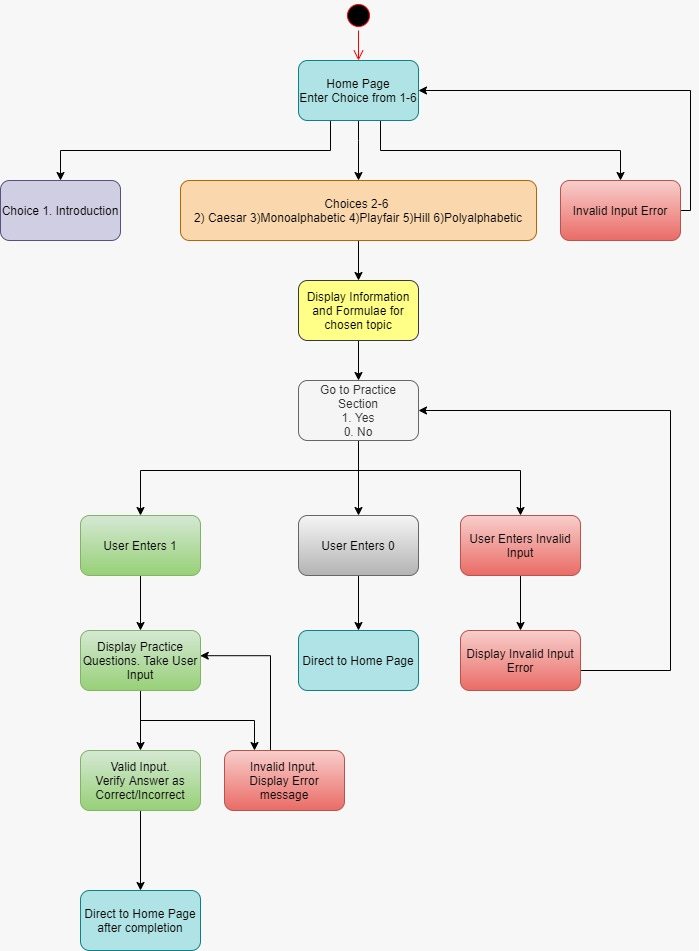 Home Page
Enter Choice from 1-6
Choice 1. Introduction
Choices 2-6
2) Caesar 3)Monoalphabetic 4)Playfair 5)Hill 6)Polyalphabetic
Invalid Input Error
Display Information
and Formulae for
chosen topic
Go to Practice
Section
1. Yes
0. No
User Enters 1
User Enters 0
User Enters Invalid
Input
Display Practice
Questions. Take User
Input
Direct to Home Page
Display Invalid Input
Error
Valid Input.
Verify Answer as
Correct/Incorrect
Invalid Input.
Display Error
message
Direct to Home Page
after completion